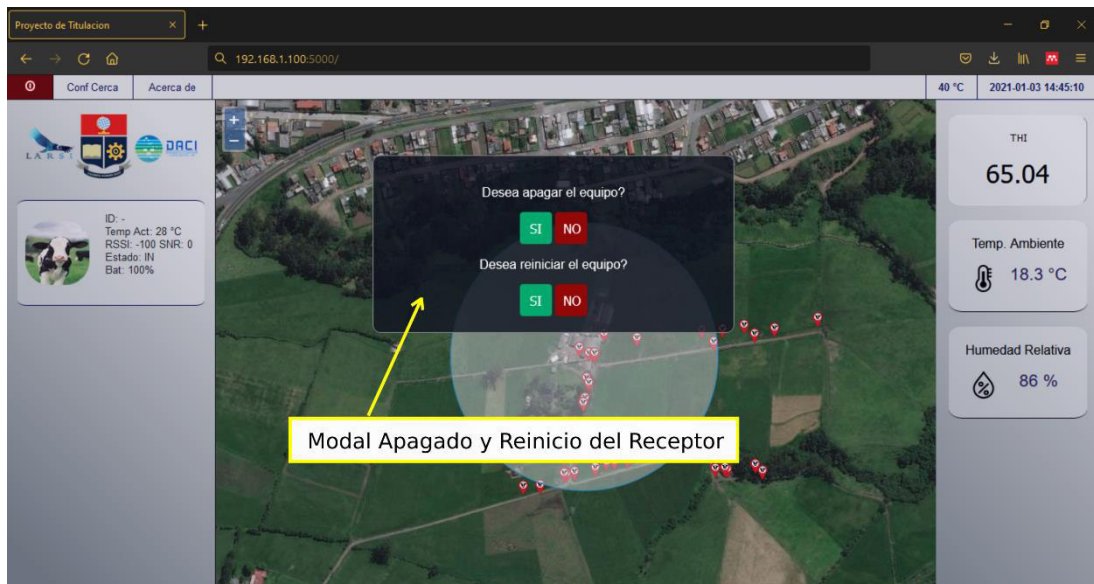 Proyecto de Titulacion
192.168.1.100:5000/
Conf Cerca
Acerca de
40 °C
2021-01-03 14:45:10
LARSI
DACI
ID: -
Temp Act: 28 °C
RSSI: -100 SNR: 0
Estado: IN
Bat: 100%
Desea apagar el equipo?
SI NO
Desea reiniciar el equipo?
SI NO
Modal Apagado y Reinicio del Receptor
THI
65.04
Temp. Ambiente
18.3 °C
Humedad Relativa
86 %